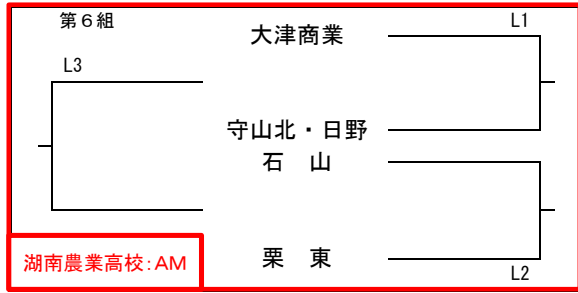 第６組
大津商業
L1
L3
守山北・日野
石　山
湖南農業高校：AM
栗　東
L2